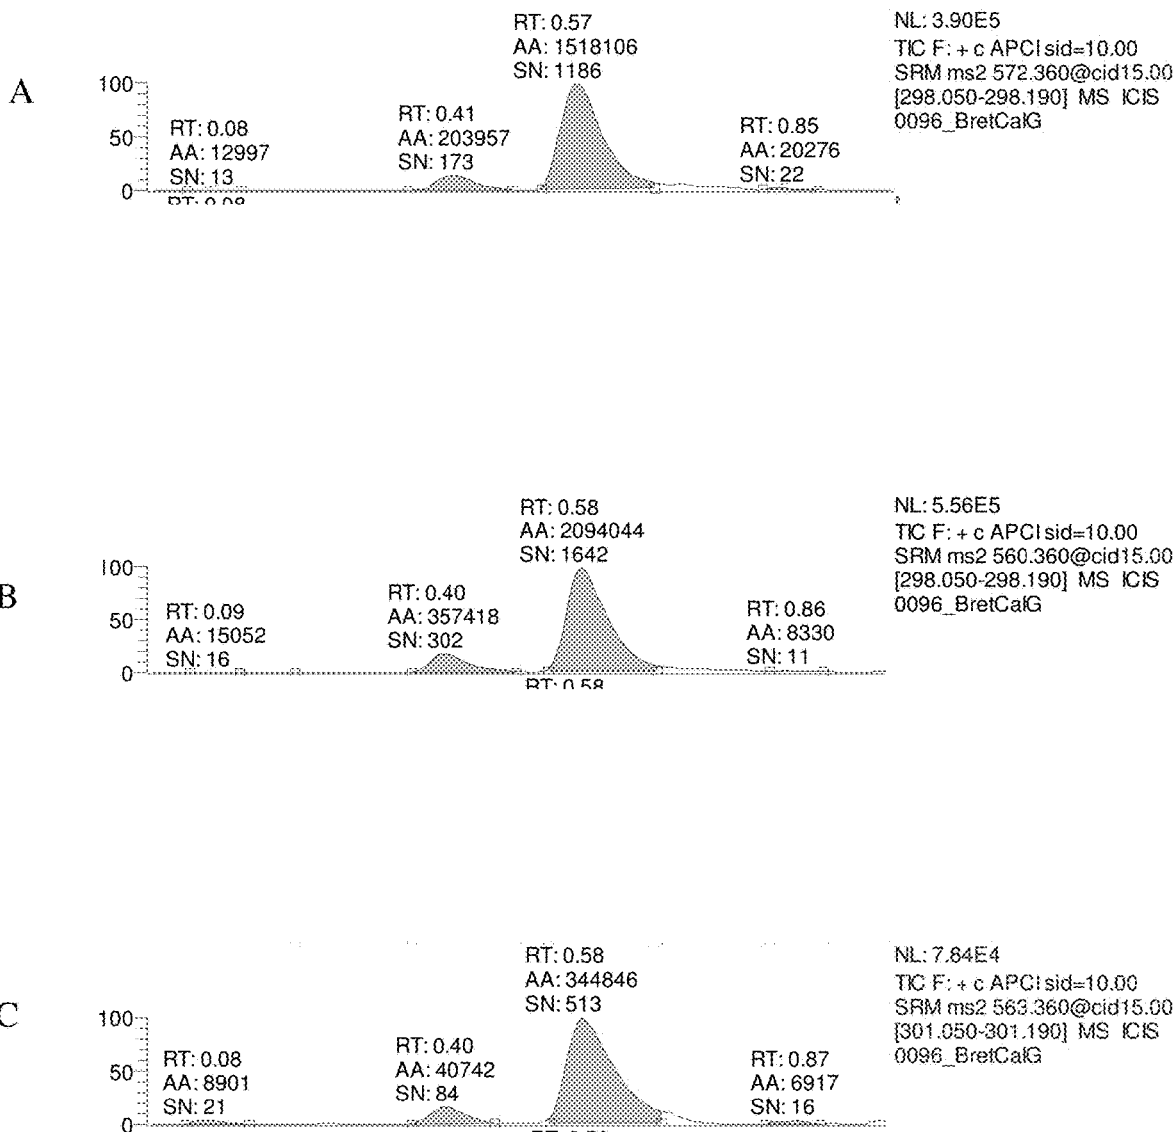 RT: 0.57
AA: 1518106
SN: 1186
NL: 3.90E5
TIC F: + c APCI sid=10.00
SRM ms2 572.360@cid15.00
[298.050-298.190] MS ICIS
0096_BretCalG
A
100
50
0
RT: 0.08
AA: 12997
SN: 13
RT: 0.08
RT: 0.41
AA: 203957
SN: 173
RT: 0.85
AA: 20276
SN: 22
RT: 0.58
AA: 2094044
SN: 1642
NL: 5.56E5
TIC F: + c APCI sid=10.00
SRM ms2 560.360@cid15.00
[298.050-298.190] MS ICIS
0096_BretCalG
B
100
50
0
RT: 0.09
AA: 15052
SN: 16
RT: 0.40
AA: 357418
SN: 302
RT: 0.86
AA: 8330
SN: 11
RT: 0.58
RT: 0.58
AA: 344846
SN: 513
NL: 7.84E4
TIC F: + c APCI sid=10.00
SRM ms2 563.360@cid15.00
[301.050-301.190] MS ICIS
0096_BretCalG
C
100
50
0
RT: 0.08
AA: 8901
SN: 21
RT: 0.40
AA: 40742
SN: 84
RT: 0.87
AA: 6917
SN: 16